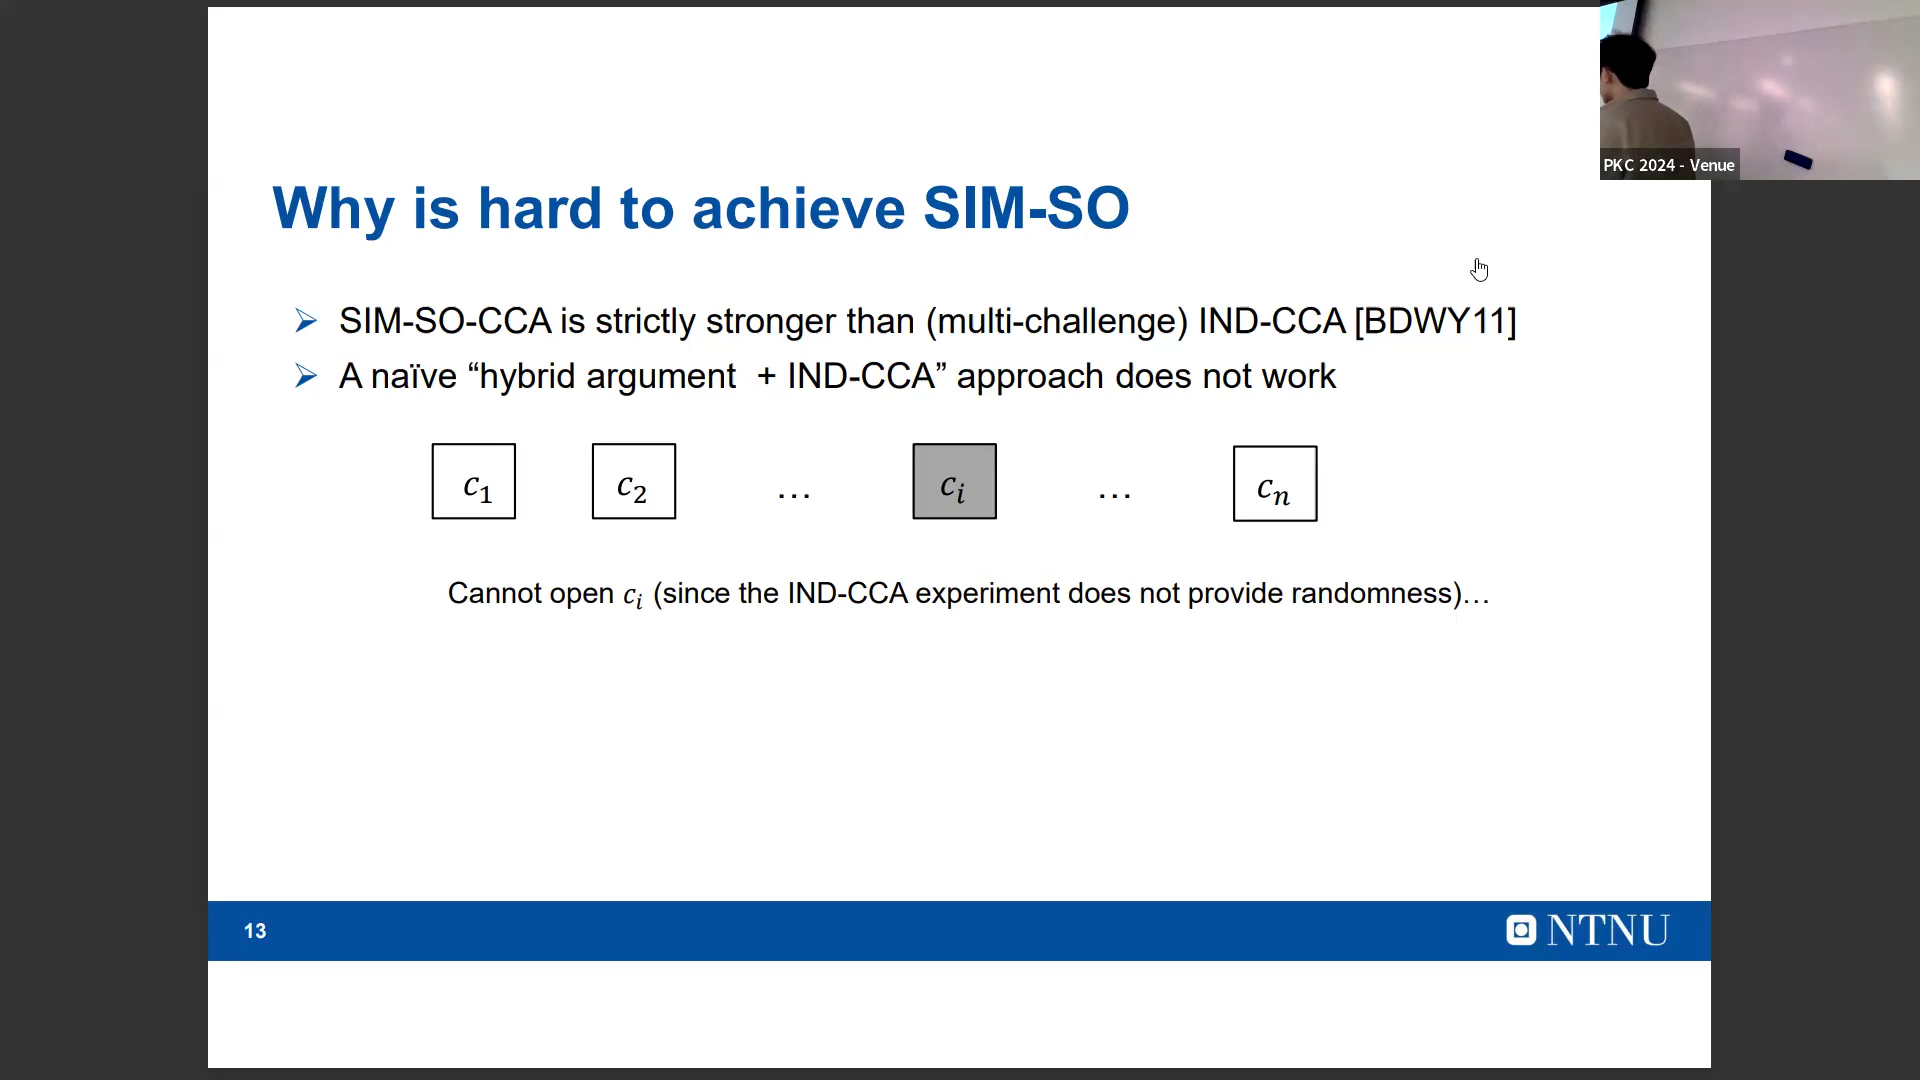 PKC 2024 - Venue
Why is hard to achieve SIM-SO
➢ SIM-SO-CCA is strictly stronger than (multi-challenge) IND-CCA [BDWY11]
➢ A naïve “hybrid argument + IND-CCA” approach does not work
c₁ c₂ … cᵢ … cₙ
Cannot open cᵢ (since the IND-CCA experiment does not provide randomness)…
13 NTNU